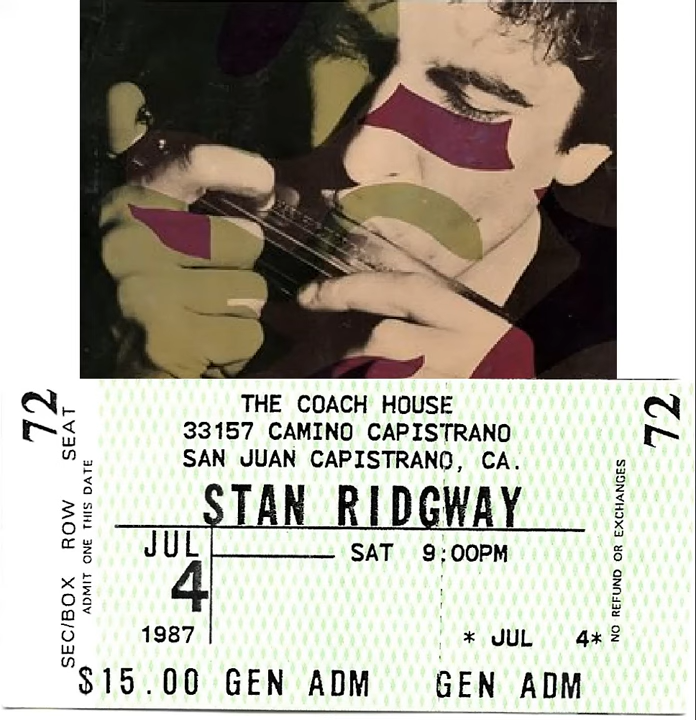 72
SEC/BOX ROW SEAT
ADMIT ONE THIS DATE
THE COACH HOUSE
33157 CAMINO CAPISTRANO
SAN JUAN CAPISTRANO, CA.
STAN RIDGWAY
JUL
4
1987
SAT 9:00PM
* JUL 4*
$15.00 GEN ADM GEN ADM
72
NO REFUND OR EXCHANGES